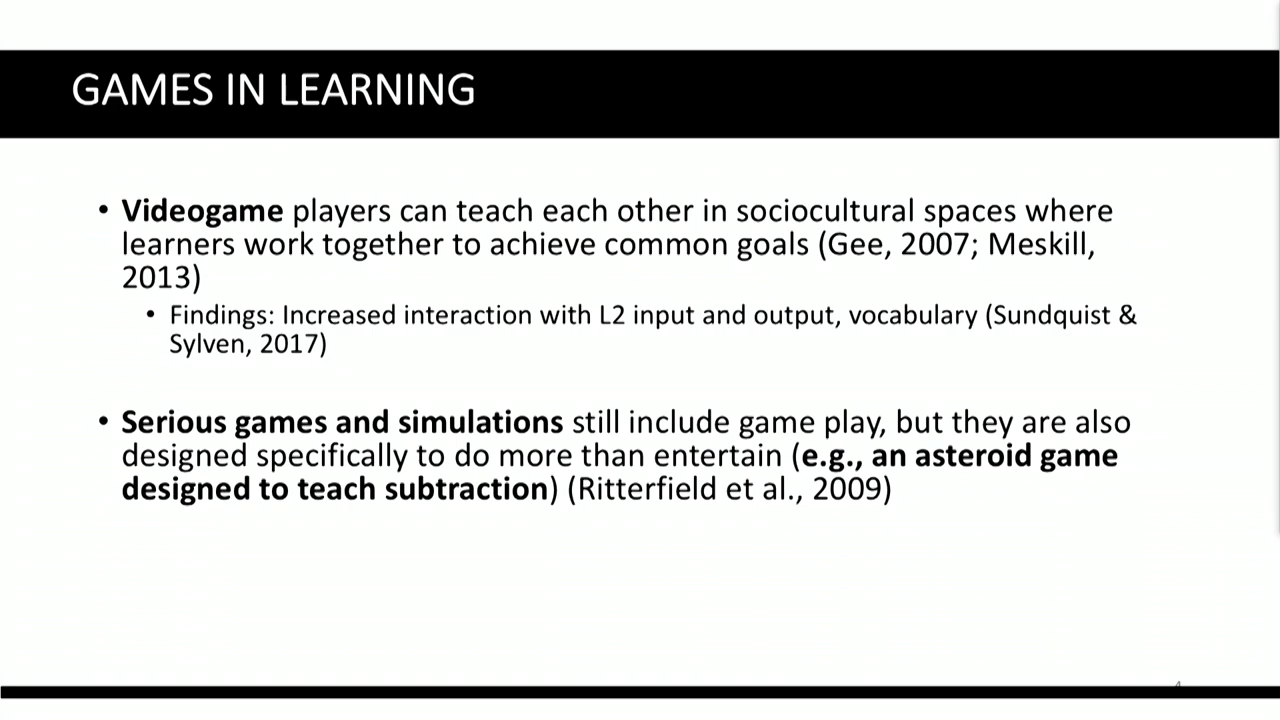 GAMES IN LEARNING
• Videogame players can teach each other in sociocultural spaces where
learners work together to achieve common goals (Gee, 2007; Meskill,
2013)
• Findings: Increased interaction with L2 input and output, vocabulary (Sundquist &
Sylven, 2017)
• Serious games and simulations still include game play, but they are also
designed specifically to do more than entertain (e.g., an asteroid game
designed to teach subtraction) (Ritterfield et al., 2009)